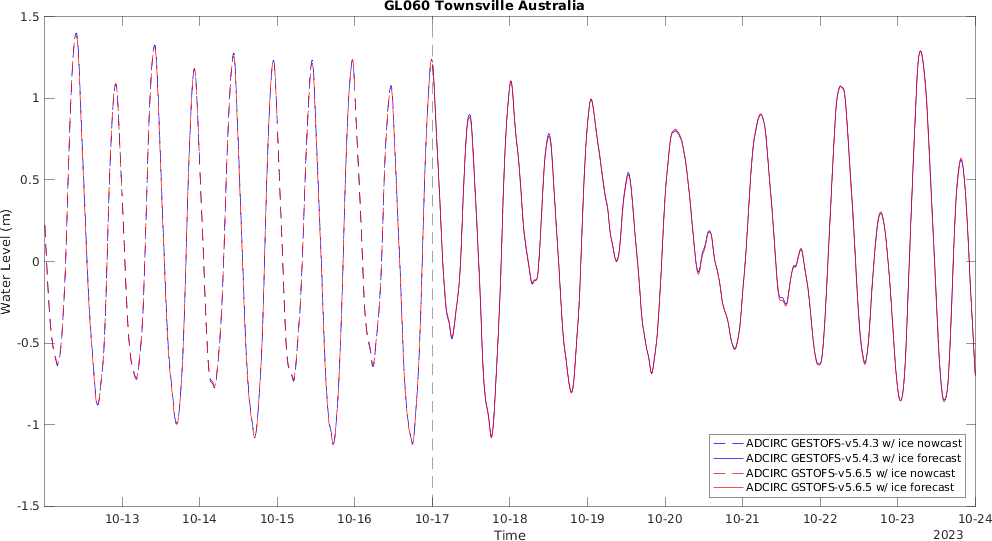 GL060 Townsville Australia
1.5
1
0.5
0
-0.5
-1
-1.5
Water Level (m)
10-13 10-14 10-15 10-16 10-17 10-18 10-19 10-20 10-21 10-22 10-23 10-24
2023
Time
ADCIRC GESTOFS-v5.4.3 w/ ice nowcast
ADCIRC GESTOFS-v5.4.3 w/ ice forecast
ADCIRC GSTOFS-v5.6.5 w/ ice nowcast
ADCIRC GSTOFS-v5.6.5 w/ ice forecast